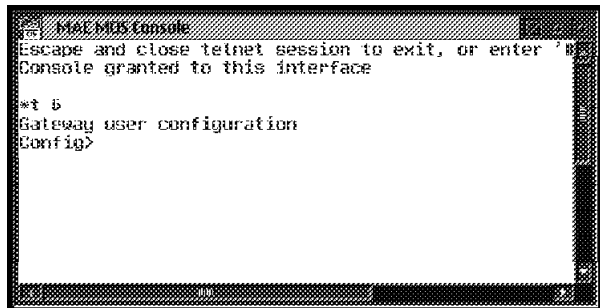 MAE MOS Console
Escape and close telnet session to exit, or enter '
Console granted to this interface
*t 6
Gateway user configuration
Config>